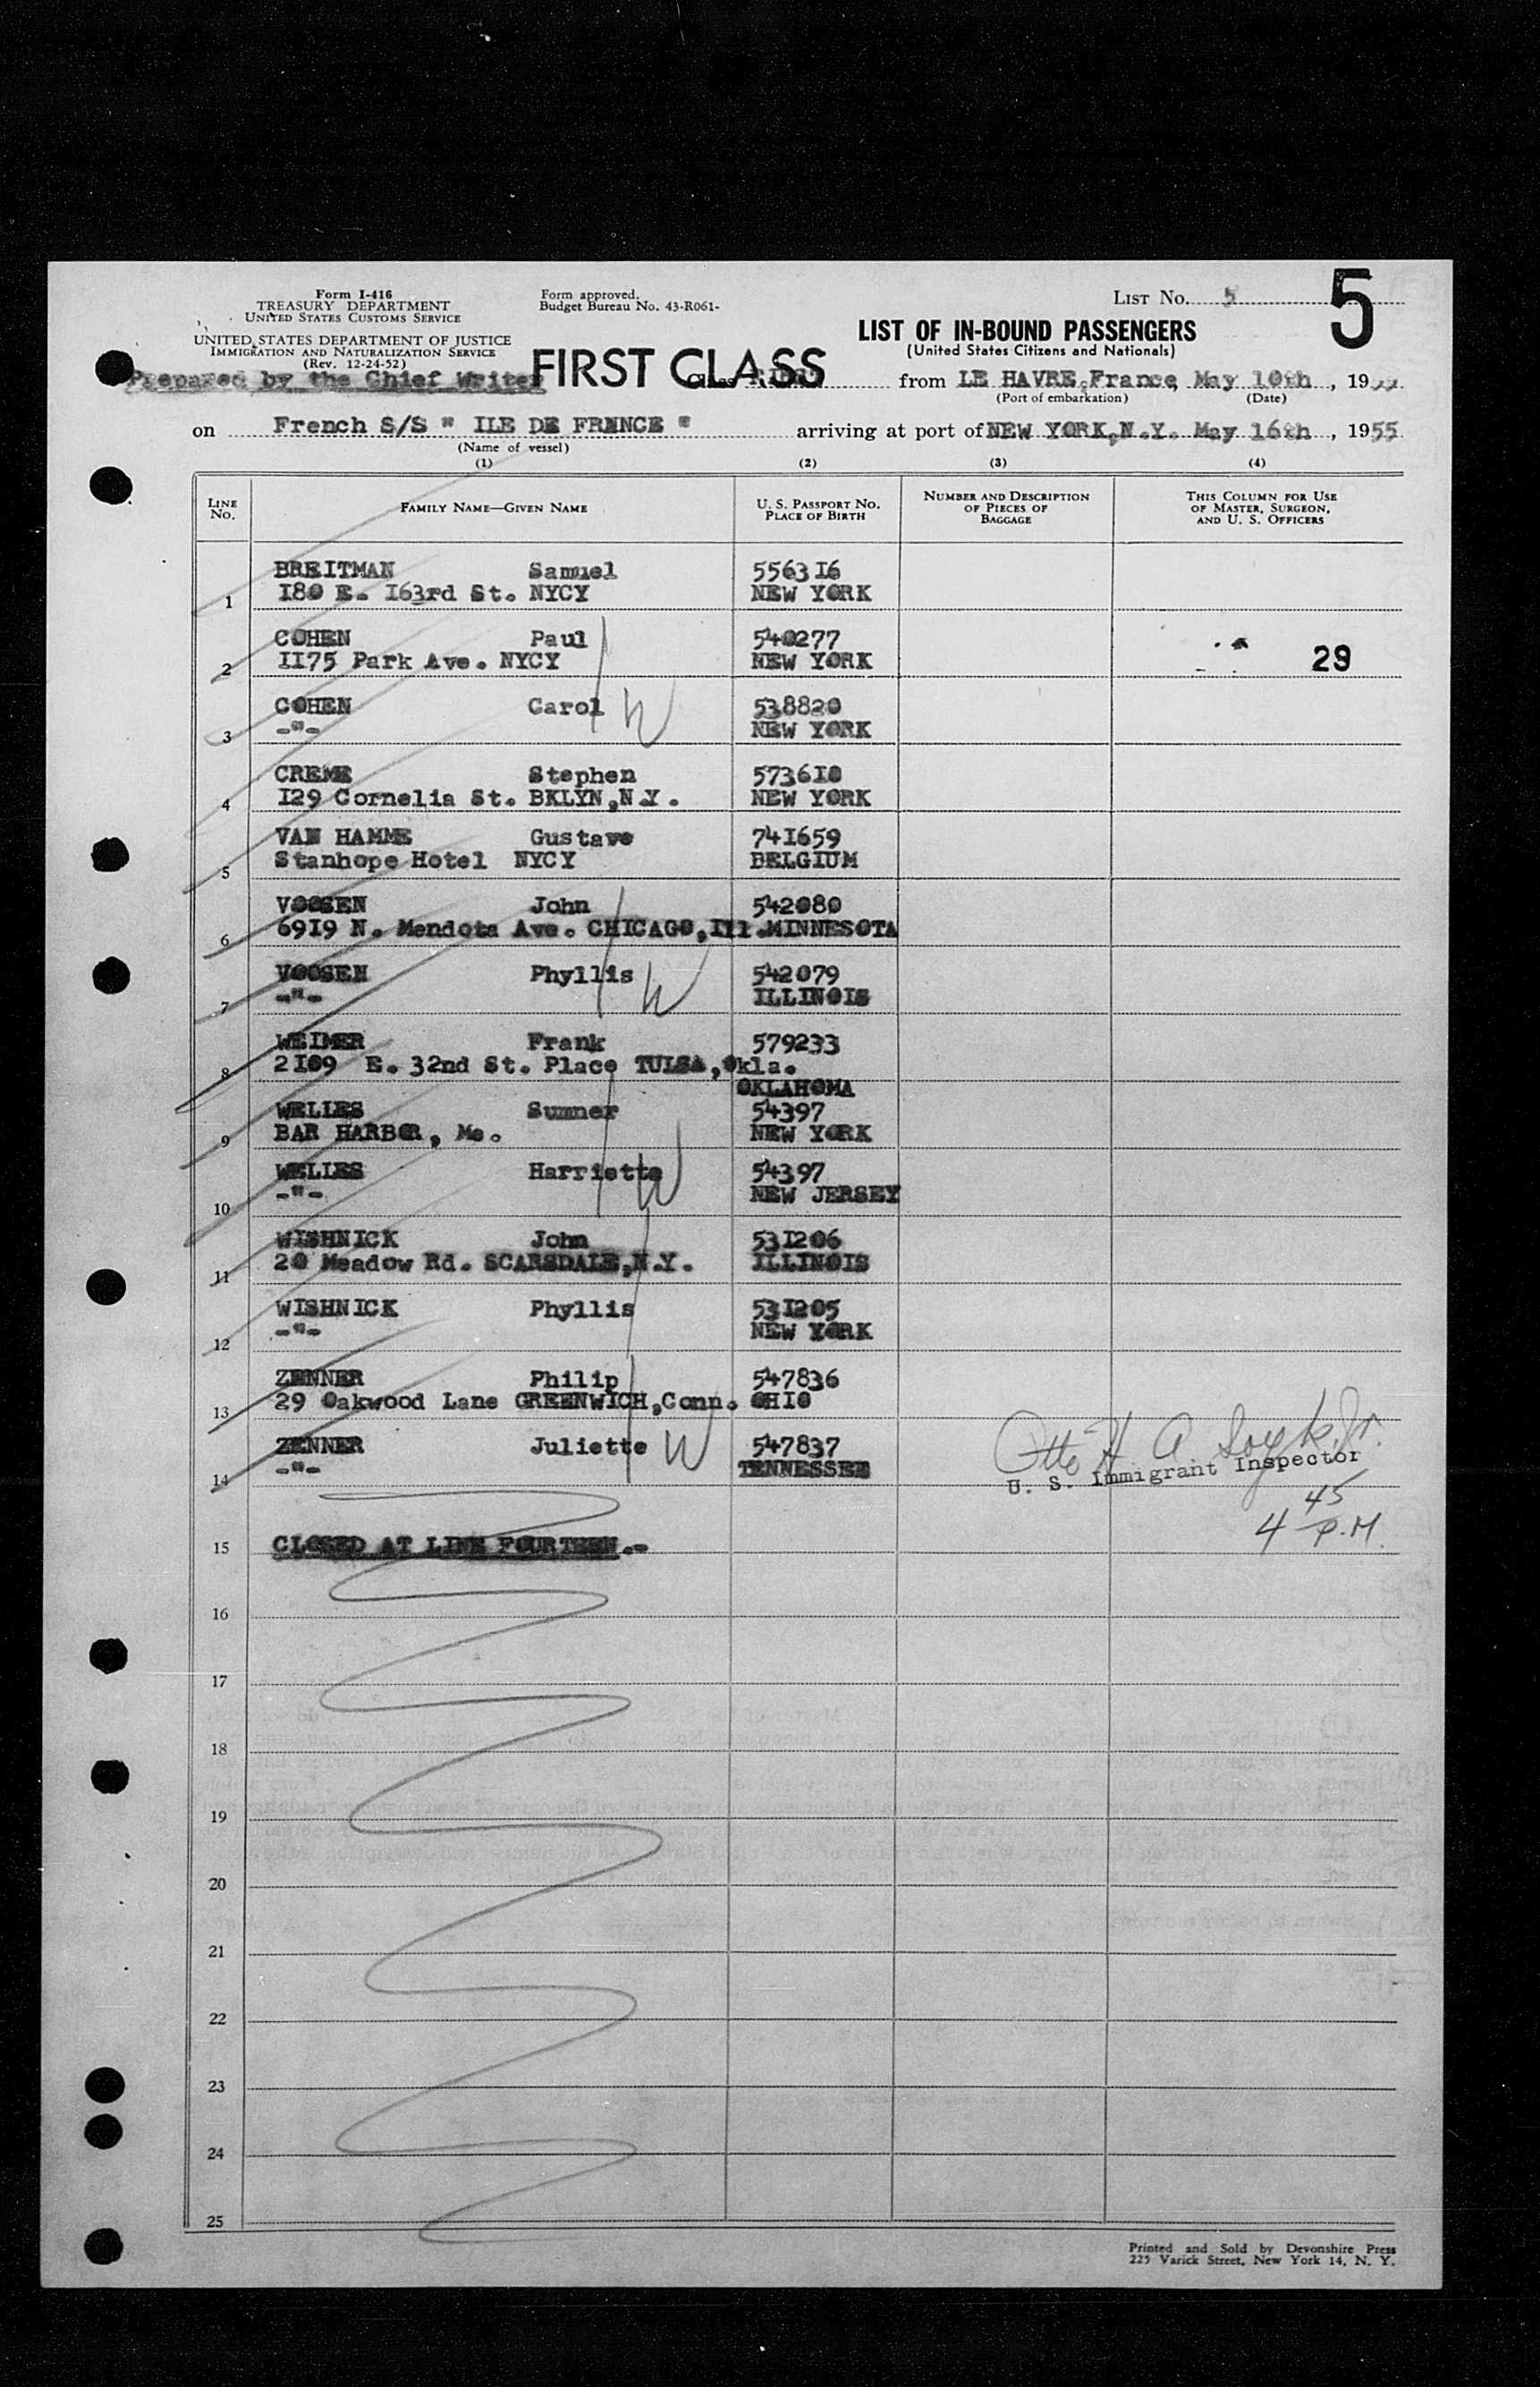 Form I-416
TREASURY DEPARTMENT
UNITED STATES CUSTOMS SERVICE
UNITED STATES DEPARTMENT OF JUSTICE
IMMIGRATION AND NATURALIZATION SERVICE
(Rev. 12-24-52)
Prepared by the Chief Writer
Form approved.
Budget Bureau No. 43-R061-
LIST No. 5
5
LIST OF IN-BOUND PASSENGERS
(United States Citizens and Nationals)
FIRST CLASS from LE HAVRE,France, May 10th, 1955
(Port of embarkation) (Date)
on French S/S " ILE DE FRANCE " arriving at port of NEW YORK,N.Y. May 16th, 1955
(Name of vessel)
(1) (2) (3) (4)
LINE No. FAMILY NAME—GIVEN NAME U. S. PASSPORT NO. PLACE OF BIRTH NUMBER AND DESCRIPTION OF PIECES OF BAGGAGE THIS COLUMN FOR USE OF MASTER, SURGEON, AND U. S. OFFICERS
BREITMAN Samuel 556316
1 180 E. 163rd St. NYCY NEW YORK
COHEN Paul 540277
2 1175 Park Ave. NYCY NEW YORK 29
COHEN Carol W 538820
3 -"- NEW YORK
CREME Stephen 573610
4 129 Cornelia St. BKLYN,N.Y. NEW YORK
VAN HAMME Gustave 741659
5 Stanhope Hotel NYCY BELGIUM
VOOSEN John 542080
6 6919 N. Mendota Ave. CHICAGO,Ill. MINNESOTA
VOOSEN Phyllis W 542079
7 -"- ILLINOIS
WEIMER Frank 579233
8 2109 E. 32nd St. Place TULSA,Okla.
OKLAHOMA
WELLES Sumner 54397
9 BAR HARBOR, Me. NEW YORK
WELLES Harriette W 54397
10 -"- NEW JERSEY
WISHNICK John 531206
11 20 Meadow Rd. SCARSDALE,N.Y. ILLINOIS
WISHNICK Phyllis 531205
12 -"- NEW YORK
ZENNER Philip 547836
13 29 Oakwood Lane GREENWICH,Conn. OHIO
ZENNER Juliette W 547837
14 -"- TENNESSEE
Otto H A Jr.
U. S. Immigrant Inspector
4 45 P.M.
15 CLOSED AT LINE FOURTEEN.-
16
17
18
19
20
21
22
23
24
25
Printed and Sold by Devonshire Press
225 Varick Street, New York 14, N. Y.